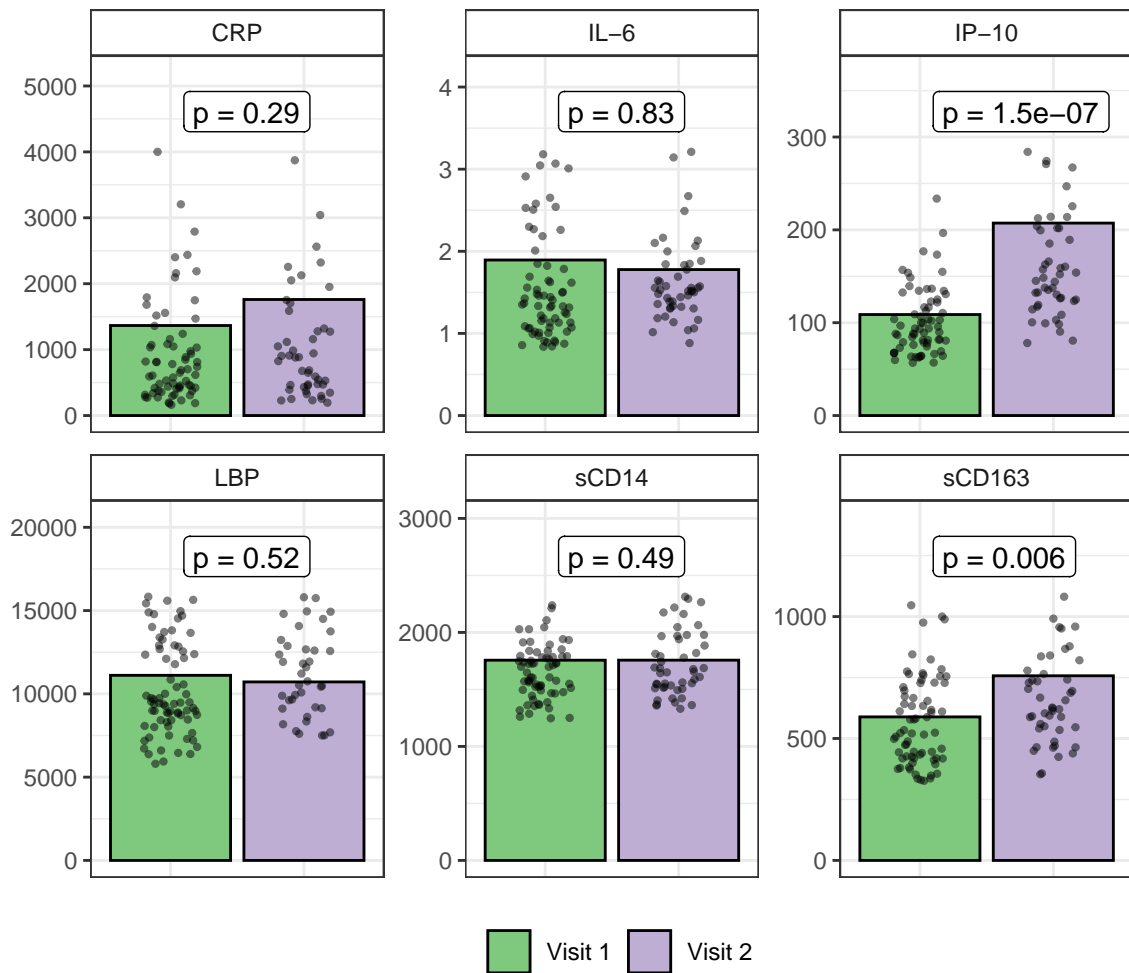 CRP
IL−6
IP−10
5000
4000
3000
2000
1000
0
p = 0.29
4
3
2
1
0
p = 0.83
300
200
100
0
p = 1.5e−07
LBP
sCD14
sCD163
20000
15000
10000
5000
0
p = 0.52
3000
2000
1000
0
p = 0.49
1000
500
0
p = 0.006
Visit 1 Visit 2